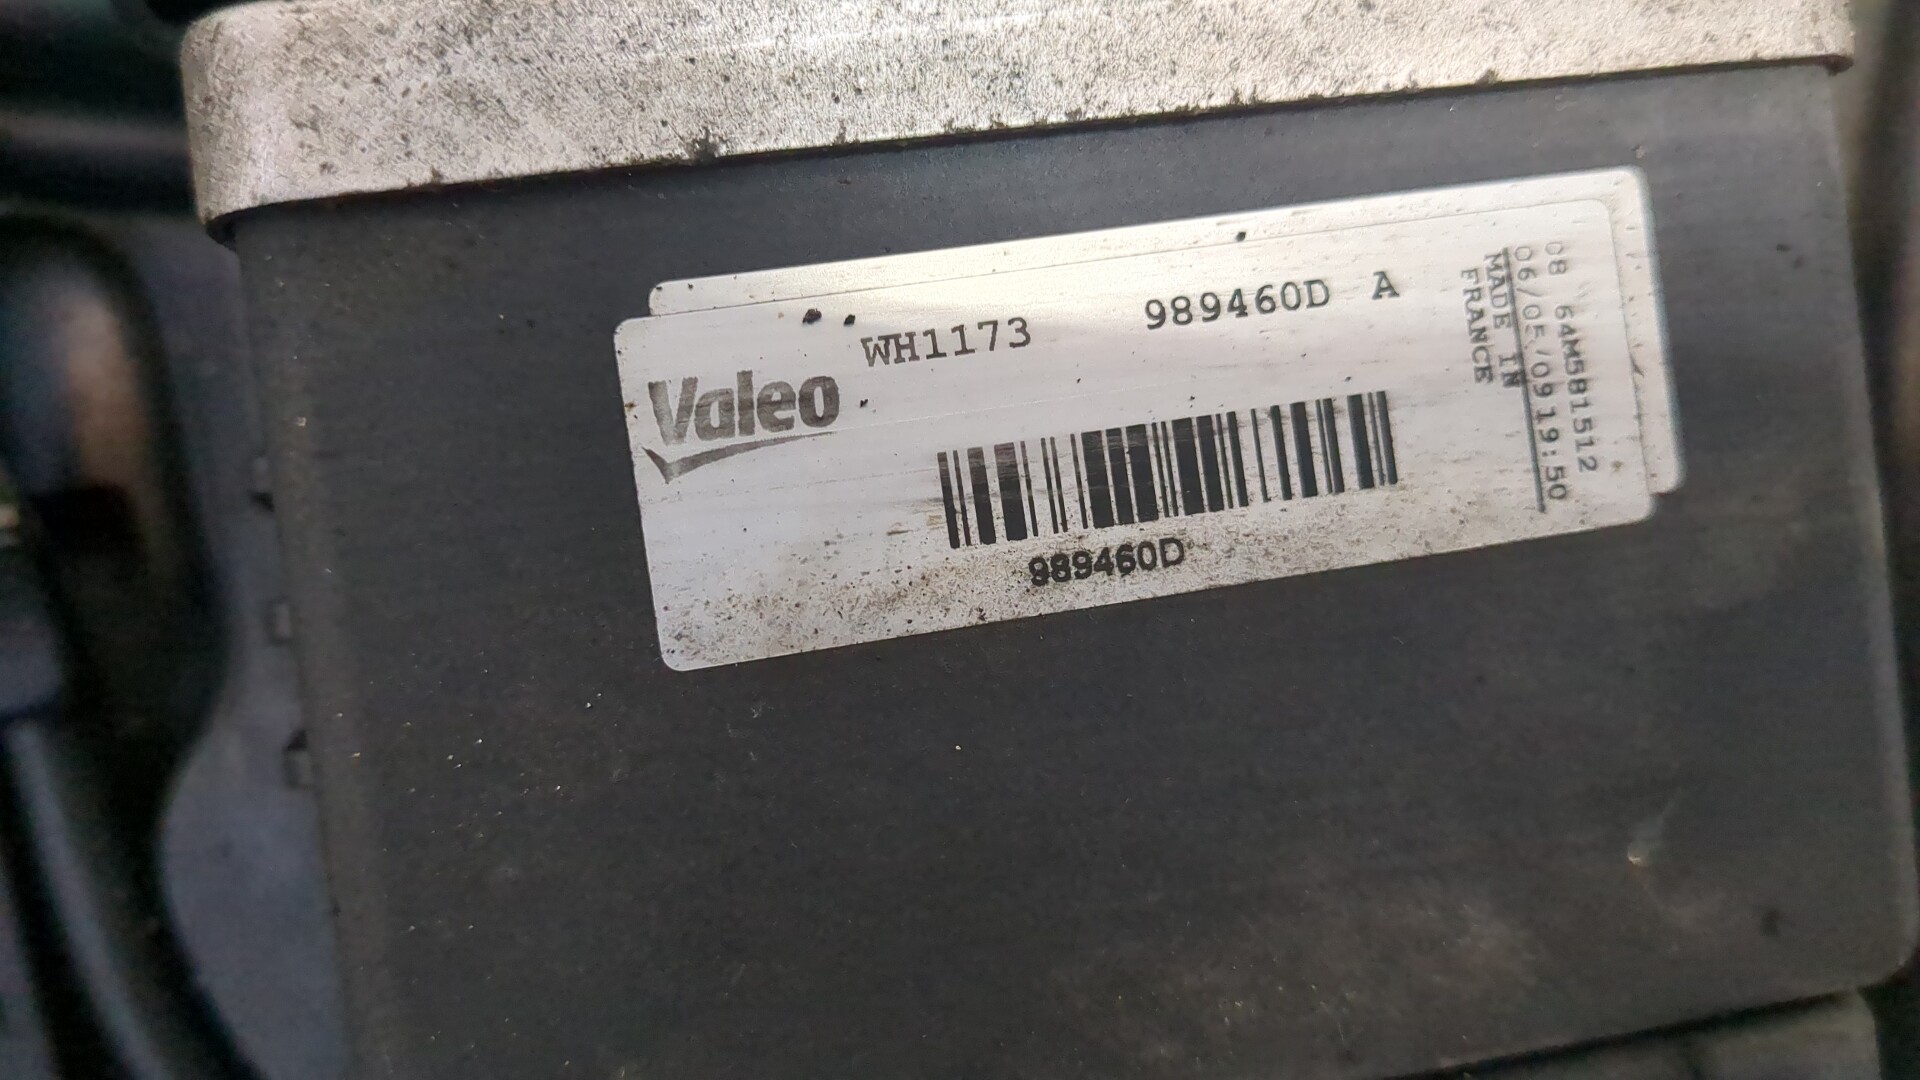 Valeo
WH1173
989460D A
989460D
08 64M581512
06/05/09 19:50
MADE IN
FRANCE